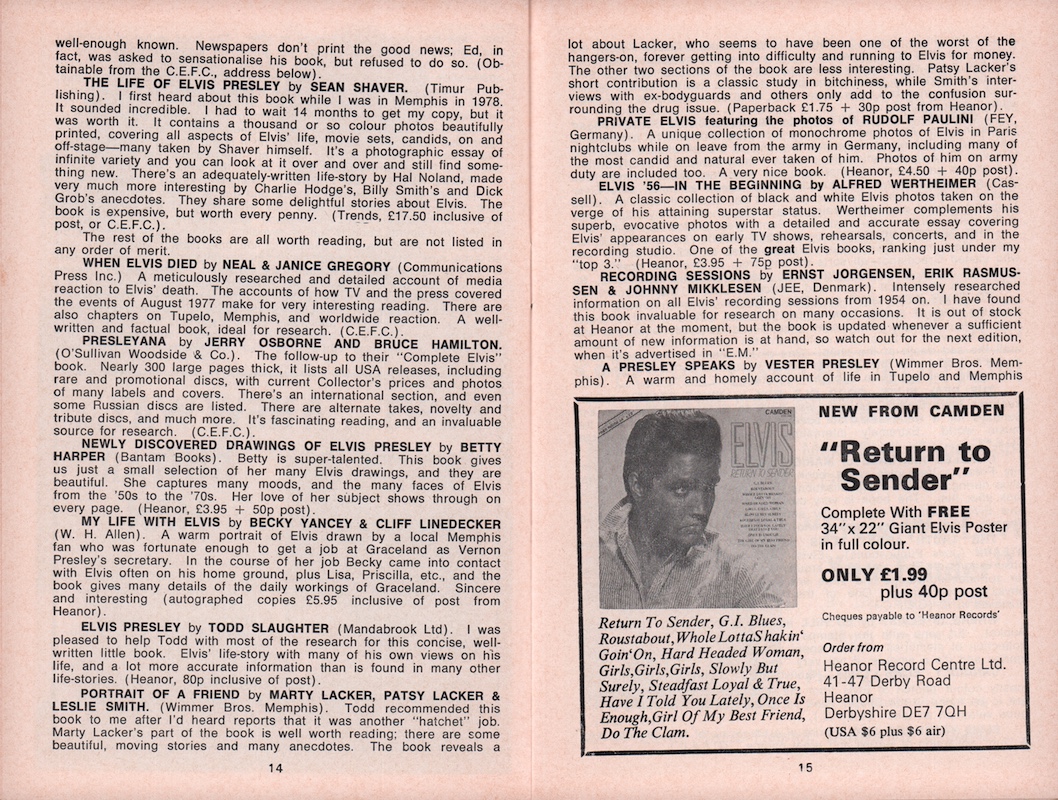 well-enough known. Newspapers don't print the good news; Ed, in
fact, was asked to sensationalise his book, but refused to do so. (Ob-
tainable from the C.E.F.C., address below).
THE LIFE OF ELVIS PRESLEY by SEAN SHAVER. (Timur Pub-
lishing). I first heard about this book while I was in Memphis in 1978.
It sounded incredible. I had to wait 14 months to get my copy, but it
was worth it. It contains a thousand or so colour photos beautifully
printed, covering all aspects of Elvis' life, movie sets, candids, on and
off-stage—many taken by Shaver himself. It's a photographic essay of
infinite variety and you can look at it over and over and still find some-
thing new. There's an adequately-written life-story by Hal Noland, made
very much more interesting by Charlie Hodge's, Billy Smith's and Dick
Grob's anecdotes. They share some delightful stories about Elvis. The
book is expensive, but worth every penny. (Trends, £17.50 inclusive of
post, or C.E.F.C.).
The rest of the books are all worth reading, but are not listed in
any order of merit.
WHEN ELVIS DIED by NEAL & JANICE GREGORY (Communications
Press Inc.) A meticulously researched and detailed account of media
reaction to Elvis' death. The accounts of how TV and the press covered
the events of August 1977 make for very interesting reading. There are
also chapters on Tupelo, Memphis, and worldwide reaction. A well-
written and factual book, ideal for research. (C.E.F.C.).
PRESLEYANA by JERRY OSBORNE AND BRUCE HAMILTON.
(O'Sullivan Woodside & Co.). The follow-up to their "Complete Elvis"
book. Nearly 300 large pages thick, it lists all USA releases, including
rare and promotional discs, with current Collector's prices and photos
of many labels and covers. There's an international section, and even
some Russian discs are listed. There are alternate takes, novelty and
tribute discs, and much more. It's fascinating reading, and an invaluable
source for research. (C.E.F.C.).
NEWLY DISCOVERED DRAWINGS OF ELVIS PRESLEY by BETTY
HARPER (Bantam Books). Betty is super-talented. This book gives
us just a small selection of her many Elvis drawings, and they are
beautiful. She captures many moods, and the many faces of Elvis
from the '50s to the '70s. Her love of her subject shows through on
every page. (Heanor, £3.95 + 50p post).
MY LIFE WITH ELVIS by BECKY YANCEY & CLIFF LINEDECKER
(W. H. Allen). A warm portrait of Elvis drawn by a local Memphis
fan who was fortunate enough to get a job at Graceland as Vernon
Presley's secretary. In the course of her job Becky came into contact
with Elvis often on his home ground, plus Lisa, Priscilla, etc., and the
book gives many details of the daily workings of Graceland. Sincere
and interesting (autographed copies £5.95 inclusive of post from
Heanor).
ELVIS PRESLEY by TODD SLAUGHTER (Mandabrook Ltd). I was
pleased to help Todd with most of the research for this concise, well-
written little book. Elvis' life-story with many of his own views on his
life, and a lot more accurate information than is found in many other
life-stories. (Heanor, 80p inclusive of post).
PORTRAIT OF A FRIEND by MARTY LACKER, PATSY LACKER &
LESLIE SMITH. (Wimmer Bros. Memphis). Todd recommended this
book to me after I'd heard reports that it was another "hatchet" job.
Marty Lacker's part of the book is well worth reading; there are some
beautiful, moving stories and many anecdotes. The book reveals a
14
lot about Lacker, who seems to have been one of the worst of the
hangers-on, forever getting into difficulty and running to Elvis for money.
The other two sections of the book are less interesting. Patsy Lacker's
short contribution is a classic study in bitchiness, while Smith's inter-
views with ex-bodyguards and others only add to the confusion sur-
rounding the drug issue. (Paperback £1.75 + 30p post from Heanor).
PRIVATE ELVIS featuring the photos of RUDOLF PAULINI (FEY,
Germany). A unique collection of monochrome photos of Elvis in Paris
nightclubs while on leave from the army in Germany, including many of
the most candid and natural ever taken of him. Photos of him on army
duty are included too. A very nice book. (Heanor, £4.50 + 40p post).
ELVIS '56—IN THE BEGINNING by ALFRED WERTHEIMER (Cas-
sell). A classic collection of black and white Elvis photos taken on the
verge of his attaining superstar status. Wertheimer complements his
superb, evocative photos with a detailed and accurate essay covering
Elvis' appearances on early TV shows, rehearsals, concerts, and in the
recording studio. One of the great Elvis books, ranking just under my
"top 3." (Heanor, £3.95 + 75p post).
RECORDING SESSIONS by ERNST JORGENSEN, ERIK RASMUS-
SEN & JOHNNY MIKKLESEN (JEE, Denmark). Intensely researched
information on all Elvis' recording sessions from 1954 on. I have found
this book invaluable for research on many occasions. It is out of stock
at Heanor at the moment, but the book is updated whenever a sufficient
amount of new information is at hand, so watch out for the next edition,
when it's advertised in "E.M."
A PRESLEY SPEAKS by VESTER PRESLEY (Wimmer Bros. Mem-
phis). A warm and homely account of life in Tupelo and Memphis
CAMDEN
ELVIS
RETURN TO SENDER
NEW FROM CAMDEN
"Return to
Sender"
Complete With FREE
34" x 22" Giant Elvis Poster
in full colour.
ONLY £1.99
plus 40p post
Cheques payable to 'Heanor Records'
Order from
Heanor Record Centre Ltd.
41-47 Derby Road
Heanor
Derbyshire DE7 7QH
(USA $6 plus $6 air)
Return To Sender, G.I. Blues,
Roustabout, Whole Lotta Shakin'
Goin' On, Hard Headed Woman,
Girls, Girls, Girls, Slowly But
Surely, Steadfast Loyal & True,
Have I Told You Lately, Once Is
Enough, Girl Of My Best Friend,
Do The Clam.
15